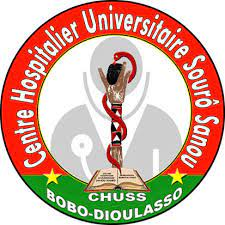 Centre Hospitalier Universitaire Sourô Sanou
CHUSS
BOBO-DIOULASSO